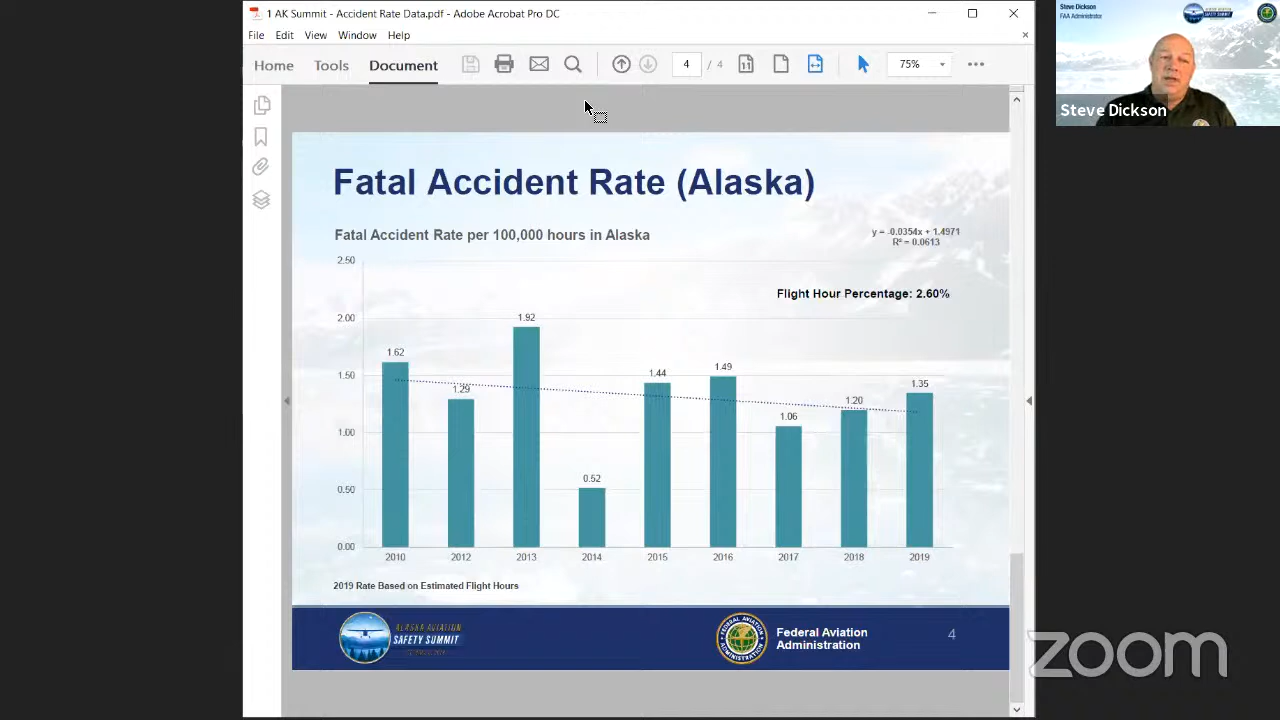 1 AK Summit - Accident Rate Data.pdf - Adobe Acrobat Pro DC
File Edit View Window Help
Home Tools Document 4 / 4 75%
Steve Dickson
FAA Administrator
Steve Dickson
Fatal Accident Rate (Alaska)
Fatal Accident Rate per 100,000 hours in Alaska
y = -0.0354x + 1.4971
R² = 0.0613
Flight Hour Percentage: 2.60%
2.50
2.00
1.50
1.00
0.50
0.00
1.62
1.29
1.92
0.52
1.44
1.49
1.06
1.20
1.35
2010 2012 2013 2014 2015 2016 2017 2018 2019
2019 Rate Based on Estimated Flight Hours
ALASKA AVIATION
SAFETY SUMMIT
FEDERAL AVIATION ADMINISTRATION
Federal Aviation
Administration
4
zoom